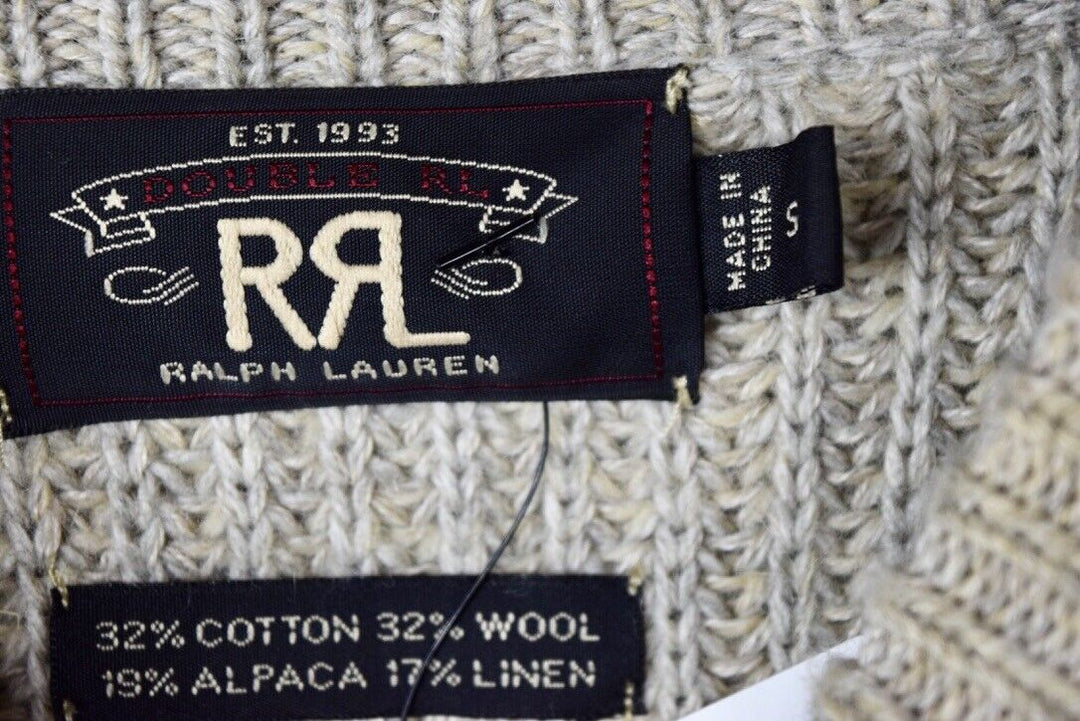 EST. 1993
DOUBLE RL
RRL
RALPH LAUREN
MADE IN
CHINA
S
32% COTTON 32% WOOL
19% ALPACA 17% LINEN